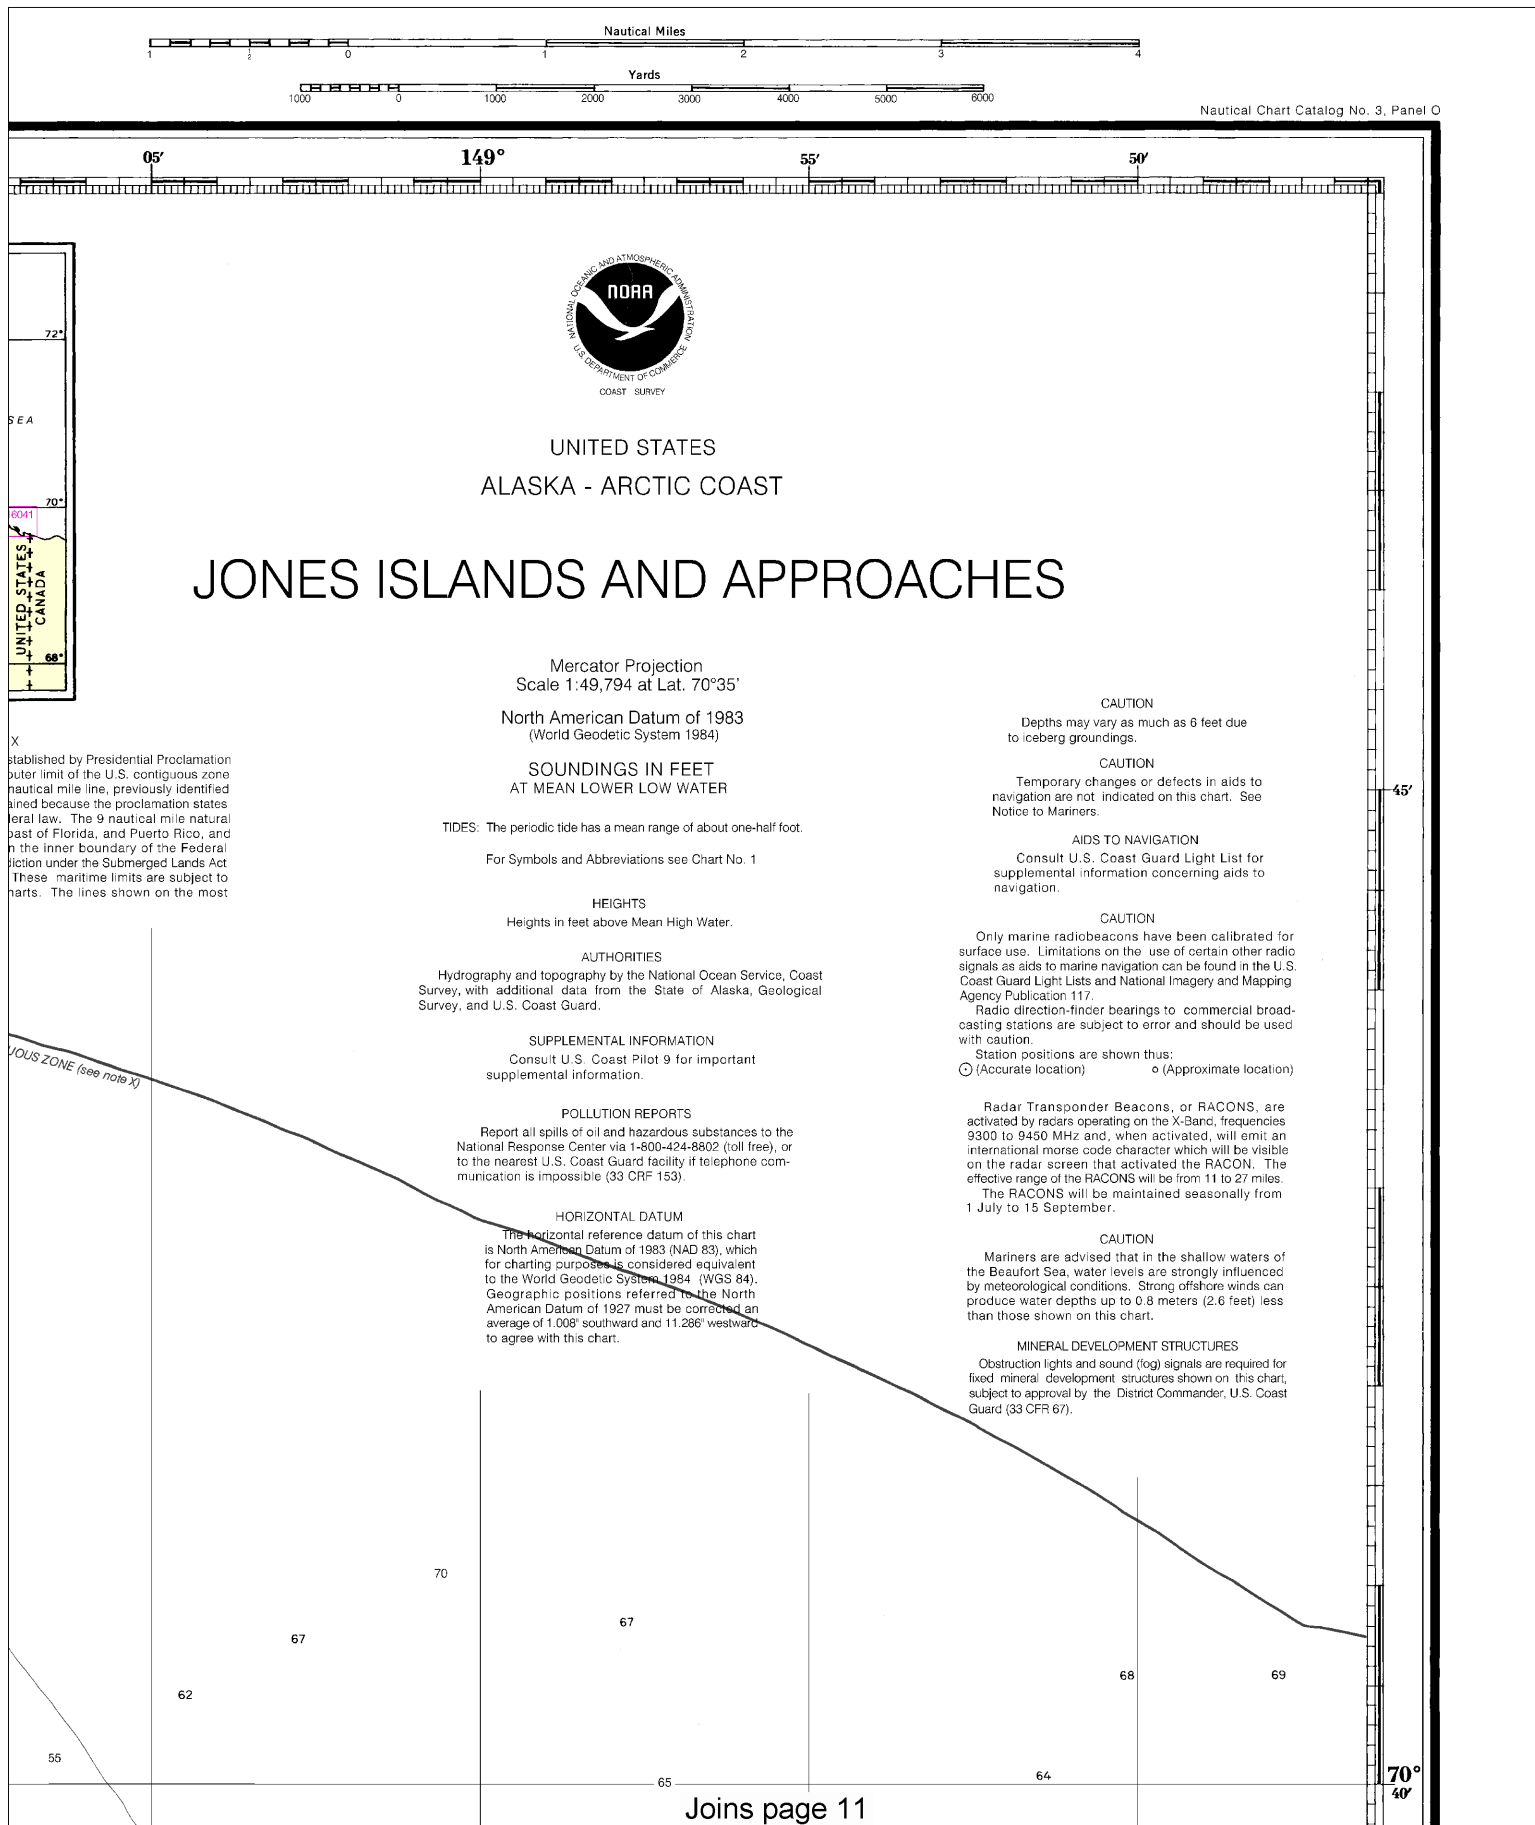 Nautical Miles
1 ½ 0 1 2 3 4
Yards
1000 0 1000 2000 3000 4000 5000 6000
Nautical Chart Catalog No. 3, Panel O
05′ 149° 55′ 50′
NATIONAL OCEANIC AND ATMOSPHERIC ADMINISTRATION
NOAA
U.S. DEPARTMENT OF COMMERCE
COAST SURVEY
72°
SEA
70°
6041
UNITED STATES
CANADA
68°
UNITED STATES
ALASKA - ARCTIC COAST
JONES ISLANDS AND APPROACHES
Mercator Projection
Scale 1:49,794 at Lat. 70°35'
North American Datum of 1983
(World Geodetic System 1984)
SOUNDINGS IN FEET
AT MEAN LOWER LOW WATER
TIDES: The periodic tide has a mean range of about one-half foot.
For Symbols and Abbreviations see Chart No. 1
HEIGHTS
Heights in feet above Mean High Water.
AUTHORITIES
Hydrography and topography by the National Ocean Service, Coast
Survey, with additional data from the State of Alaska, Geological
Survey, and U.S. Coast Guard.
SUPPLEMENTAL INFORMATION
Consult U.S. Coast Pilot 9 for important
supplemental information.
POLLUTION REPORTS
Report all spills of oil and hazardous substances to the
National Response Center via 1-800-424-8802 (toll free), or
to the nearest U.S. Coast Guard facility if telephone com-
munication is impossible (33 CRF 153).
HORIZONTAL DATUM
The horizontal reference datum of this chart
is North American Datum of 1983 (NAD 83), which
for charting purposes is considered equivalent
to the World Geodetic System 1984 (WGS 84).
Geographic positions referred to the North
American Datum of 1927 must be corrected an
average of 1.008" southward and 11.286" westward
to agree with this chart.
X
stablished by Presidential Proclamation
outer limit of the U.S. contiguous zone
nautical mile line, previously identified
ained because the proclamation states
leral law. The 9 nautical mile natural
oast of Florida, and Puerto Rico, and
n the inner boundary of the Federal
diction under the Submerged Lands Act
These maritime limits are subject to
harts. The lines shown on the most
UOUS ZONE (see note X)
CAUTION
Depths may vary as much as 6 feet due
to iceberg groundings.
CAUTION
Temporary changes or defects in aids to
navigation are not indicated on this chart. See
Notice to Mariners.
45′
AIDS TO NAVIGATION
Consult U.S. Coast Guard Light List for
supplemental information concerning aids to
navigation.
CAUTION
Only marine radiobeacons have been calibrated for
surface use. Limitations on the use of certain other radio
signals as aids to marine navigation can be found in the U.S.
Coast Guard Light Lists and National Imagery and Mapping
Agency Publication 117.
Radio direction-finder bearings to commercial broad-
casting stations are subject to error and should be used
with caution.
Station positions are shown thus:
(Accurate location) (Approximate location)
Radar Transponder Beacons, or RACONS, are
activated by radars operating on the X-Band, frequencies
9300 to 9450 MHz and, when activated, will emit an
international morse code character which will be visible
on the radar screen that activated the RACON. The
effective range of the RACONS will be from 11 to 27 miles.
The RACONS will be maintained seasonally from
1 July to 15 September.
CAUTION
Mariners are advised that in the shallow waters of
the Beaufort Sea, water levels are strongly influenced
by meteorological conditions. Strong offshore winds can
produce water depths up to 0.8 meters (2.6 feet) less
than those shown on this chart.
MINERAL DEVELOPMENT STRUCTURES
Obstruction lights and sound (fog) signals are required for
fixed mineral development structures shown on this chart,
subject to approval by the District Commander, U.S. Coast
Guard (33 CFR 67).
70
67
67
68
69
62
55
65
64
70°
40′
Joins page 11